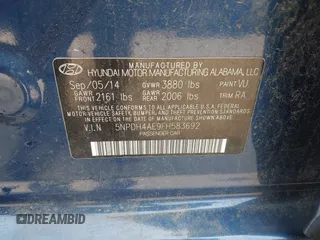 HYUNDAI MOTOR MANUFACTURING ALABAMA, LLC
Sep/05/14 GVWR 3880 lbs PAINT VU
GAWR FRONT 2161 lbs GAWR REAR 2006 lbs TRIM RA
THIS VEHICLE CONFORMS TO ALL APPLICABLE FEDERAL
MOTOR VEHICLE SAFETY, BUMPER, AND THEFT
PREVENTION STANDARDS IN EFFECT ON THE DATE OF
MANUFACTURE SHOWN ABOVE.
V.I.N 5NPDH4AE9FH583692
PASSENGER CAR
DREAMBID